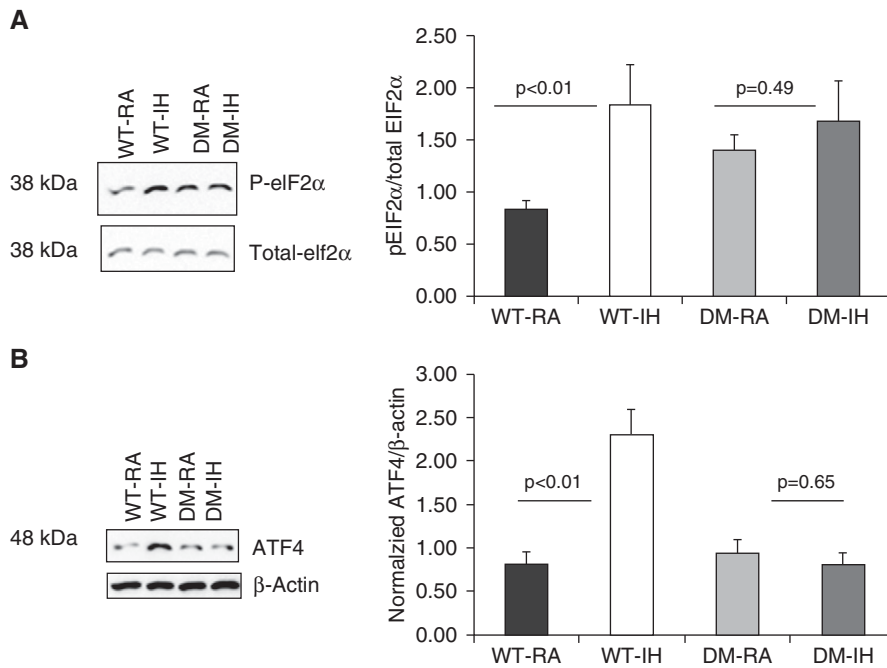 A
WT-RA
WT-IH
DM-RA
DM-IH
38 kDa
P-eIF2α
38 kDa
Total-elf2α
pEIF2α/total EIF2α
2.50
2.00
1.50
1.00
0.50
0.00
p<0.01
p=0.49
WT-RA WT-IH DM-RA DM-IH
B
WT-RA
WT-IH
DM-RA
DM-IH
48 kDa
ATF4
β-Actin
Normalzied ATF4/β-actin
3.00
2.50
2.00
1.50
1.00
0.50
0.00
p<0.01
p=0.65
WT-RA WT-IH DM-RA DM-IH